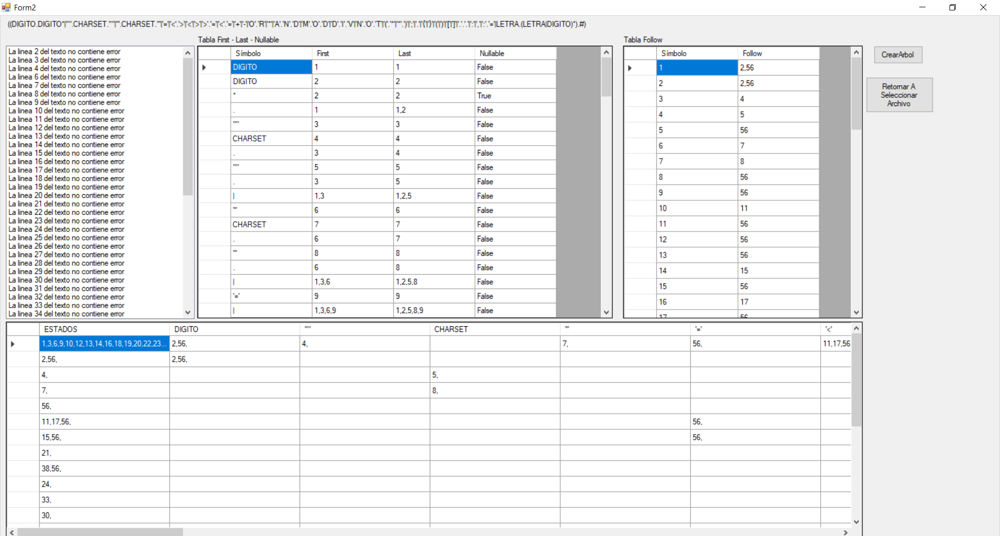 Form2
((DIGITO.DIGITO*|'"'.CHARSET.'"'|'''.CHARSET.'''|'='|'<'.'>'|'<'|'>'|'>'.'='|'<'.'='|'+'|'-'|'O'.'R'|'*'|'A'.'N'.'D'|'M'.'O'.'D'|'D'.'I'.'V'|'N'.'O'.'T'|'('.'*'|'*'.')'|';'|'.'|'{'|'}'|'('|')'|'['|']'|'.'.'.'|':'|','|':'.'='|LETRA.(LETRA|DIGITO)*).#)
Tabla First - Last - Nullable
Tabla Follow
CrearArbol
Retornar A
Seleccionar
Archivo
La linea 2 del texto no contiene error
La linea 3 del texto no contiene error
La linea 4 del texto no contiene error
La linea 6 del texto no contiene error
La linea 7 del texto no contiene error
La linea 8 del texto no contiene error
La linea 9 del texto no contiene error
La linea 10 del texto no contiene error
La linea 11 del texto no contiene error
La linea 12 del texto no contiene error
La linea 13 del texto no contiene error
La linea 14 del texto no contiene error
La linea 15 del texto no contiene error
La linea 16 del texto no contiene error
La linea 17 del texto no contiene error
La linea 18 del texto no contiene error
La linea 19 del texto no contiene error
La linea 20 del texto no contiene error
La linea 21 del texto no contiene error
La linea 22 del texto no contiene error
La linea 23 del texto no contiene error
La linea 24 del texto no contiene error
La linea 25 del texto no contiene error
La linea 26 del texto no contiene error
La linea 27 del texto no contiene error
La linea 28 del texto no contiene error
La linea 29 del texto no contiene error
La linea 30 del texto no contiene error
La linea 31 del texto no contiene error
La linea 32 del texto no contiene error
La linea 33 del texto no contiene error
La linea 34 del texto no contiene error
Símbolo First Last Nullable
DIGITO 1 1 False
DIGITO 2 2 False
* 2 2 True
. 1 1,2 False
'"' 3 3 False
CHARSET 4 4 False
. 3 4 False
'"' 5 5 False
. 3 5 False
| 1,3 1,2,5 False
''' 6 6 False
CHARSET 7 7 False
. 6 7 False
''' 8 8 False
. 6 8 False
| 1,3,6 1,2,5,8 False
'=' 9 9 False
| 1,3,6,9 1,2,5,8,9 False
Símbolo Follow
1 2,56
2 2,56
3 4
4 5
5 56
6 7
7 8
8 56
9 56
10 11
11 56
12 56
13 56
14 15
15 56
16 17
17 56
ESTADOS DIGITO '"' CHARSET ''' '=' '<'
1,3,6,9,10,12,13,14,16,18,19,20,22,23... 2,56, 4, 7, 56, 11,17,56
2,56, 2,56,
4, 5,
7, 8,
56,
11,17,56, 56,
15,56, 56,
21,
38,56,
24,
33,
30,